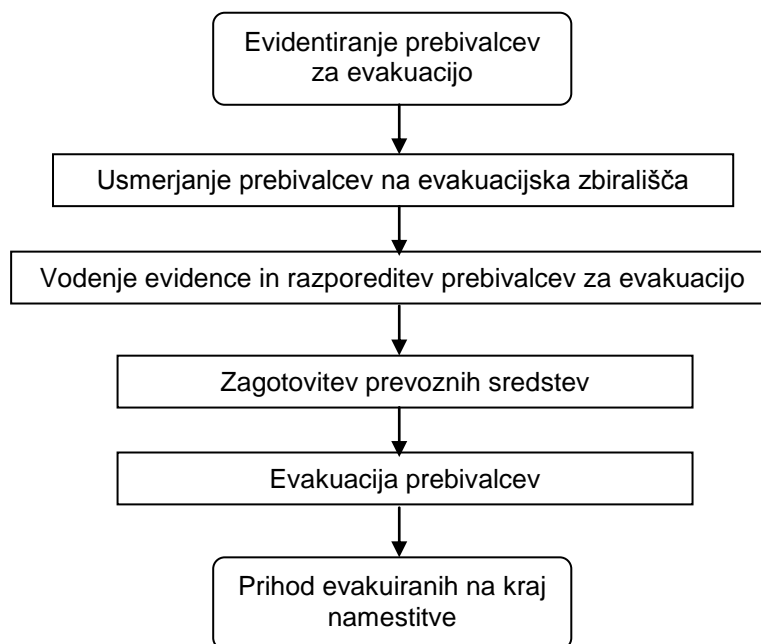 Evidentiranje prebivalcev
za evakuacijo
Usmerjanje prebivalcev na evakuacijska zbirališča
Vodenje evidence in razporeditev prebivalcev za evakuacijo
Zagotovitev prevoznih sredstev
Evakuacija prebivalcev
Prihod evakuiranih na kraj
namestitve